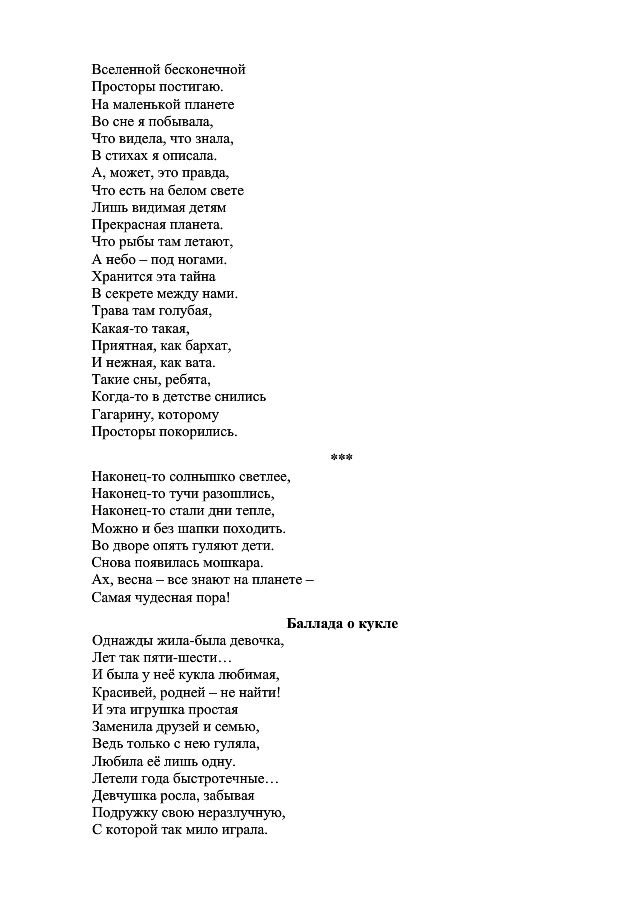 Вселенной бесконечной
Просторы постигаю.
На маленькой планете
Во сне я побывала,
Что видела, что знала,
В стихах я описала.
А, может, это правда,
Что есть на белом свете
Лишь видимая детям
Прекрасная планета.
Что рыбы там летают,
А небо – под ногами.
Хранится эта тайна
В секрете между нами.
Трава там голубая,
Какая-то такая,
Приятная, как бархат,
И нежная, как вата.
Такие сны, ребята,
Когда-то в детстве снились
Гагарину, которому
Просторы покорились.
***
Наконец-то солнышко светлее,
Наконец-то тучи разошлись,
Наконец-то стали дни тепле,
Можно и без шапки походить.
Во дворе опять гуляют дети.
Снова появилась мошкара.
Ах, весна – все знают на планете –
Самая чудесная пора!
Баллада о кукле
Однажды жила-была девочка,
Лет так пяти-шести…
И была у неё кукла любимая,
Красивей, родней – не найти!
И эта игрушка простая
Заменила друзей и семью,
Ведь только с нею гуляла,
Любила её лишь одну.
Летели года быстротечные…
Девчушка росла, забывая
Подружку свою неразлучную,
С которой так мило играла.